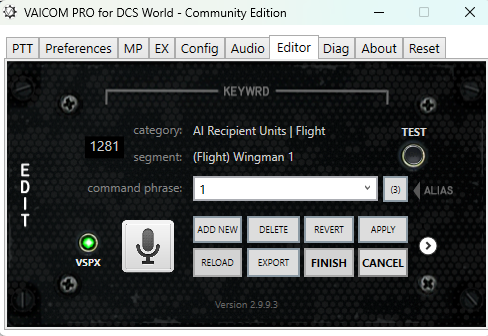 VAICOM PRO for DCS World - Community Edition
PTT Preferences MP EX Config Audio Editor Diag About Reset
KEYWRD
category: AI Recipient Units | Flight
TEST
1281
segment: (Flight) Wingman 1
EDIT
command phrase: 1 (3) ALIAS
ADD NEW DELETE REVERT APPLY
VSPX
RELOAD EXPORT FINISH CANCEL
Version 2.9.9.3